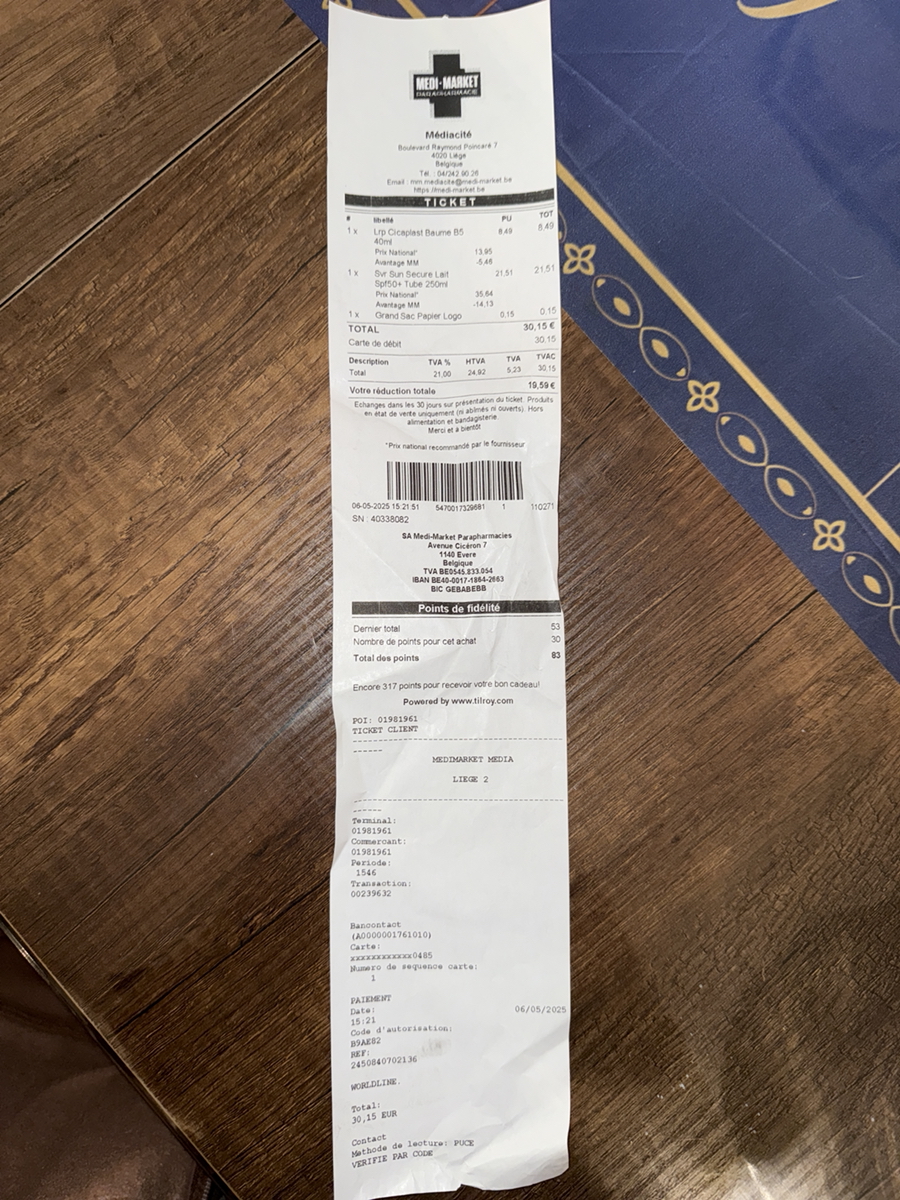 MEDI-MARKET
PARAPHARMACIE
Médiacité
Boulevard Raymond Poincaré 7
4020 Liège
Belgique
Tél. : 04/242 90 26
Email : mm.mediacite@medi-market.be
https://medi-market.be
TICKET
# libellé PU TOT
1 x Lrp Cicaplast Baume B5 8,49 8,49
40ml
Prix National* 13,95
Avantage MM -5,46
1 x Svr Sun Secure Lait 21,51 21,51
Spf50+ Tube 250ml
Prix National* 35,64
Avantage MM -14,13
1 x Grand Sac Papier Logo 0,15 0,15
TOTAL 30,15 €
Carte de débit 30,15
Description TVA % HTVA TVA TVAC
Total 21,00 24,92 5,23 30,15
Votre réduction totale 19,59 €
Echanges dans les 30 jours sur présentation du ticket. Produits
en état de vente uniquement (ni abîmés ni ouverts). Hors
alimentation et bandagisterie.
Merci et à bientôt
*Prix national recommandé par le fournisseur
06-05-2025 15:21:51 5470017329681 1 110271
SN : 40338082
SA Medi-Market Parapharmacies
Avenue Cicéron 7
1140 Evere
Belgique
TVA BE0545.833.054
IBAN BE40-0017-1864-2663
BIC GEBABEBB
Points de fidélité
Dernier total 53
Nombre de points pour cet achat 30
Total des points 83
Encore 317 points pour recevoir votre bon cadeau!
Powered by www.tilroy.com
POI: 01981961
TICKET CLIENT
------------------------------------------
------
MEDIMARKET MEDIA
LIEGE 2
------------------------------------------
------
Terminal:
01981961
Commercant:
01981961
Periode:
1546
Transaction:
00239632
Bancontact
(A0000001761010)
Carte:
xxxxxxxxxxxxx0485
Numero de sequence carte:
1
PAIEMENT
Date: 06/05/2025
15:21
Code d'autorisation:
B9AE82
REF:
2450840702136
WORLDLINE.
Total:
30,15 EUR
Contact
Methode de lecture: PUCE
VERIFIE PAR CODE